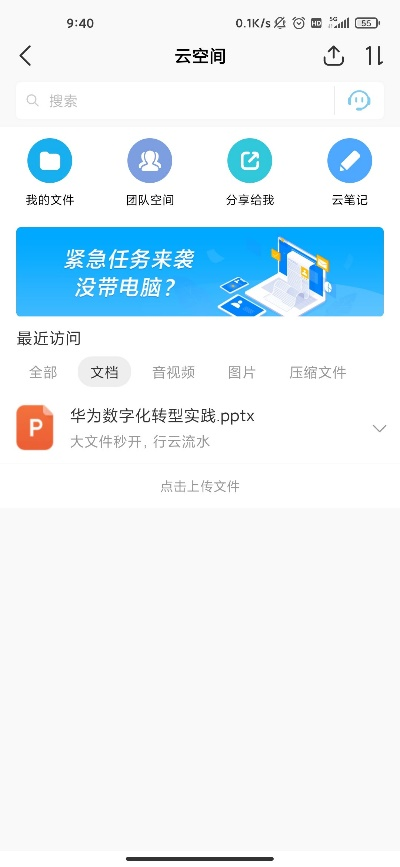 9:40 0.1K/s HD 5G 55
云空间
搜索
我的文件 团队空间 分享给我 云笔记
紧急任务来袭
没带电脑？
最近访问
全部 文档 音视频 图片 压缩文件
P 华为数字化转型实践.pptx
大文件秒开, 行云流水
点击上传文件